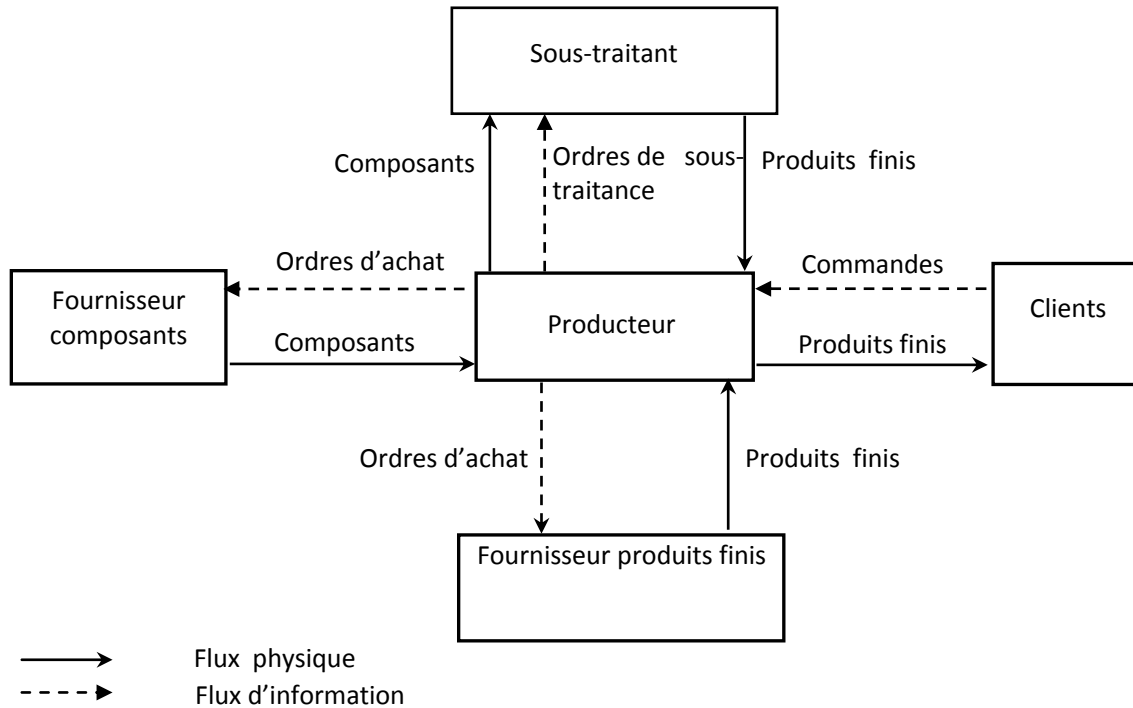 Sous-traitant
Composants
Ordres de sous-
traitance
Produits finis
Ordres d’achat
Commandes
Fournisseur
composants
Producteur
Clients
Composants
Produits finis
Ordres d’achat
Produits finis
Fournisseur produits finis
Flux physique
Flux d’information